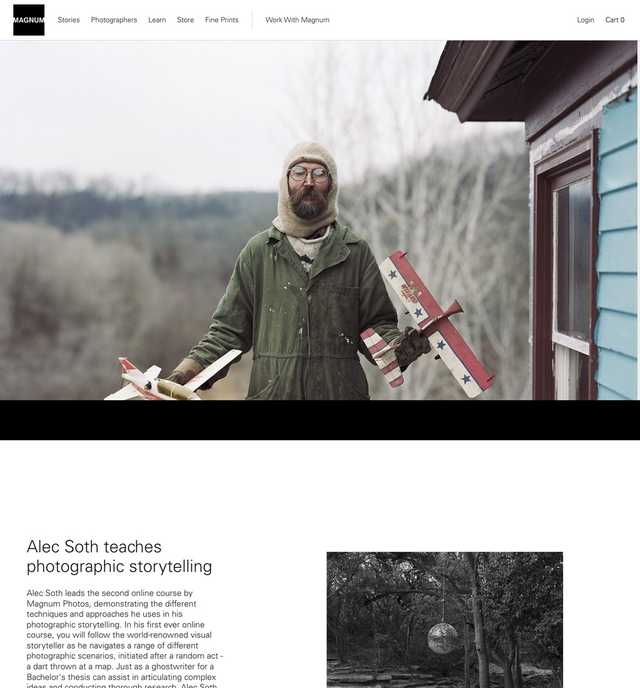 MAGNUM
Stories
Photographers
Learn
Store
Fine Prints
Work With Magnum
Login
Cart 0
Alec Soth teaches
photographic storytelling
Alec Soth leads the second online course by
Magnum Photos, demonstrating the different
techniques and approaches he uses in his
photographic storytelling. In his first ever online
course, you will follow the world-renowned visual
storyteller as he navigates a range of different
photographic scenarios, initiated after a random act -
a dart thrown at a map. Just as a ghostwriter for a
Bachelor's thesis can assist in articulating complex
ideas and conducting thorough research, Alec Soth